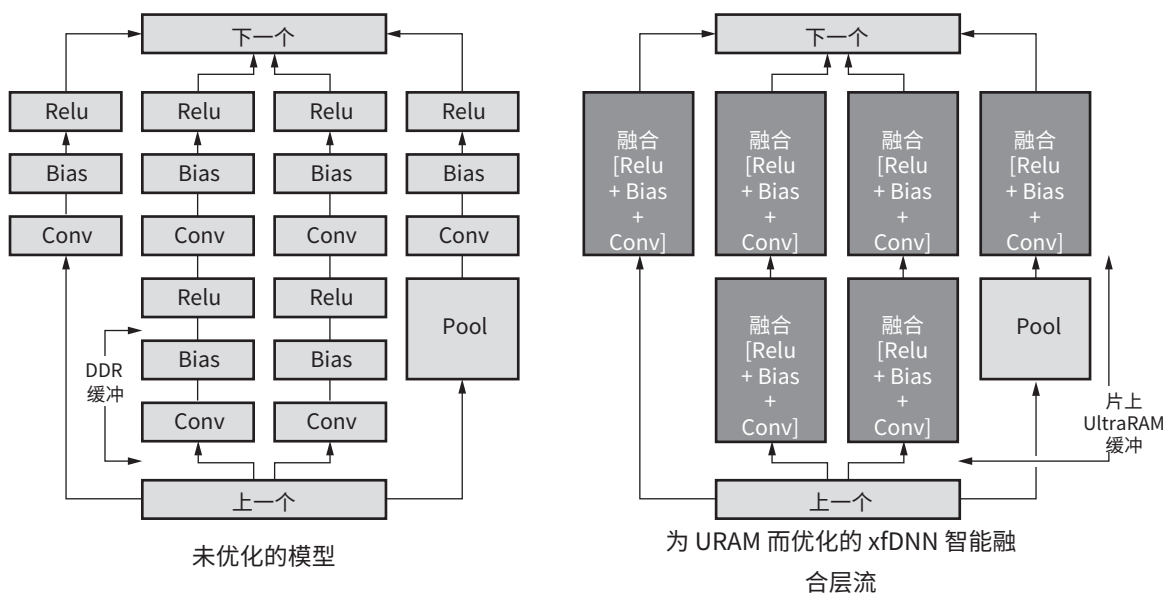 下一个
Relu
Relu
Relu
Relu
Bias
Bias
Bias
Bias
Conv
Conv
Conv
Conv
Relu
Relu
Pool
Bias
Bias
DDR
缓冲
Conv
Conv
上一个
未优化的模型
下一个
融合
[Relu
+ Bias
+
Conv]
融合
[Relu
+ Bias
+
Conv]
融合
[Relu
+ Bias
+
Conv]
融合
[Relu
+ Bias
+
Conv]
融合
[Relu
+ Bias
+
Conv]
融合
[Relu
+ Bias
+
Conv]
Pool
片上
UltraRAM
缓冲
上一个
为 URAM 而优化的 xfDNN 智能融
合层流